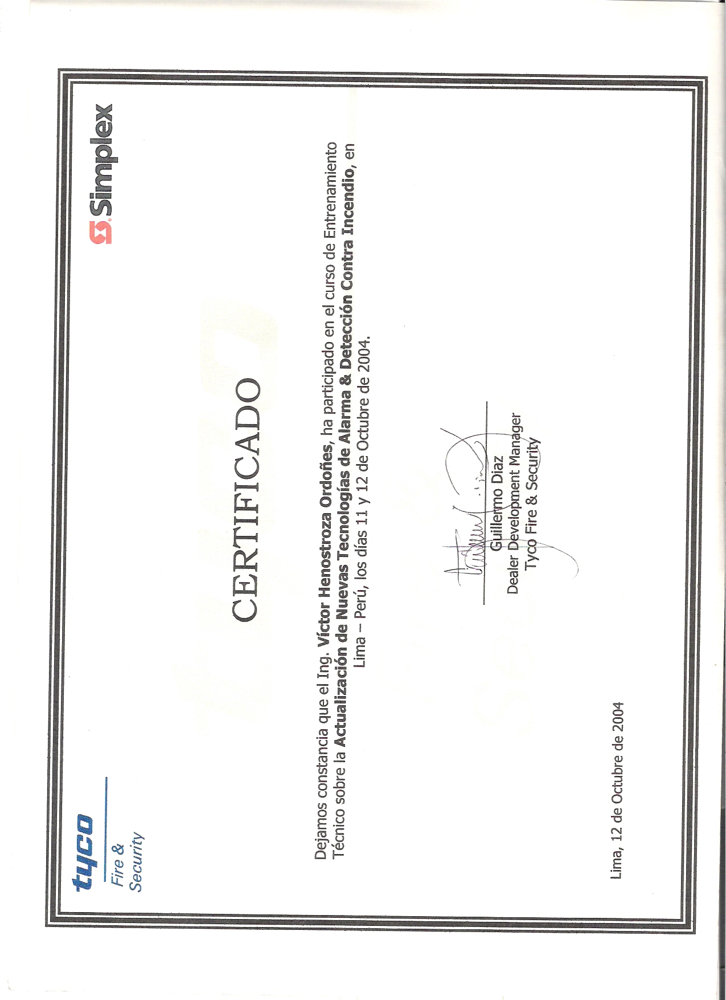 tyco
Fire &
Security
Simplex
CERTIFICADO
Dejamos constancia que el Ing. Víctor Henostroza Ordoñes, ha participado en el curso de Entrenamiento
Técnico sobre la Actualización de Nuevas Tecnologías de Alarma & Detección Contra Incendio, en
Lima – Perú, los días 11 y 12 de Octubre de 2004.
Guillermo Diaz
Dealer Development Manager
Tyco Fire & Security
Lima, 12 de Octubre de 2004